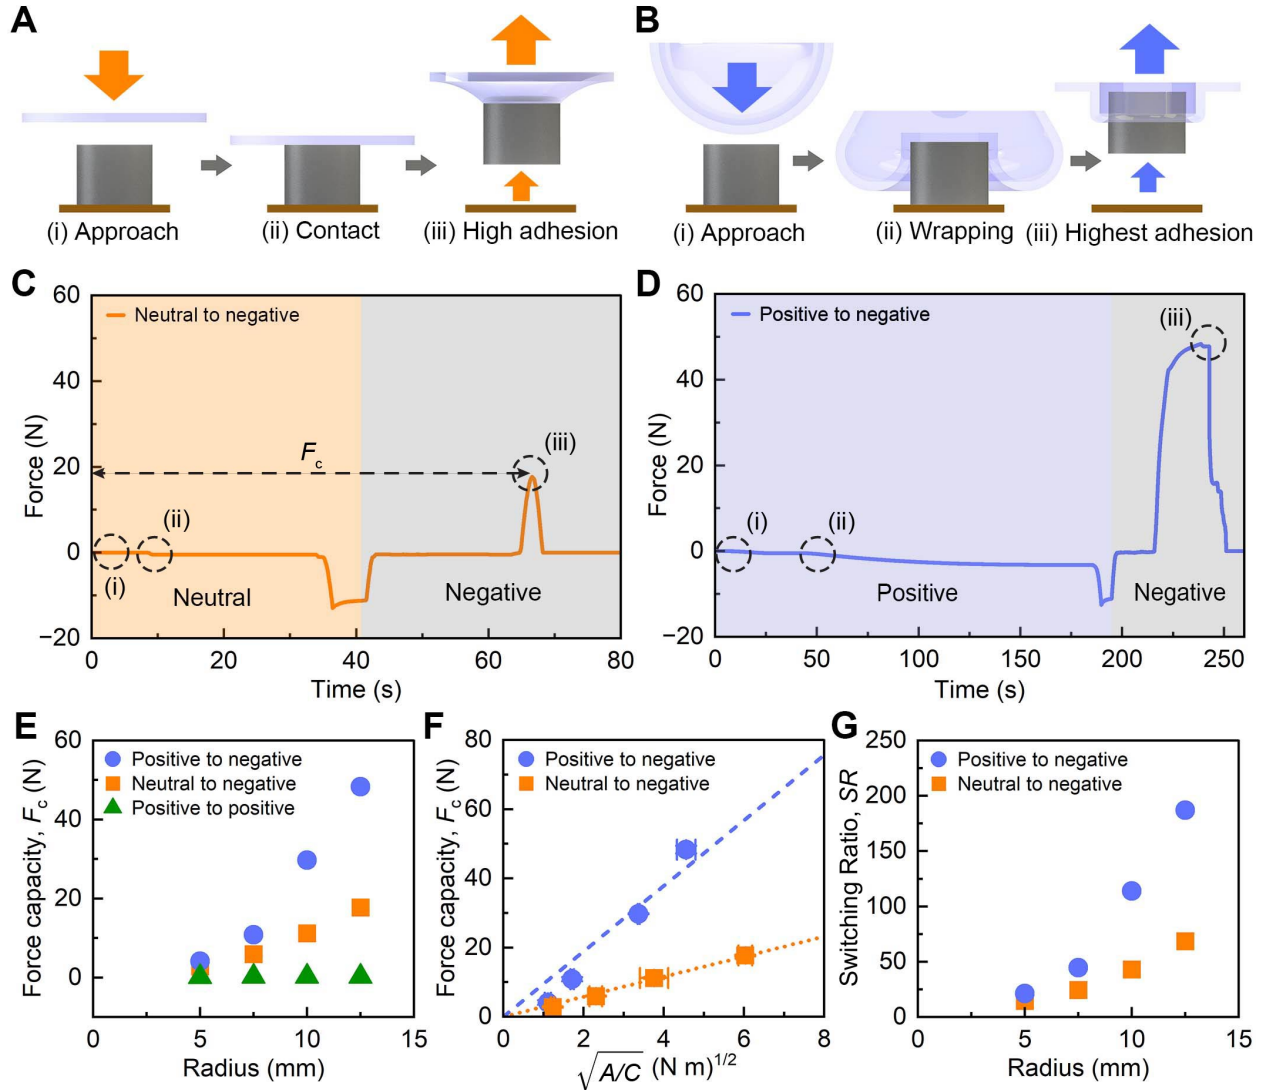 A
(i) Approach
(ii) Contact
(iii) High adhesion
B
(i) Approach
(ii) Wrapping
(iii) Highest adhesion
C
Force (N)
60
40
20
0
−20
Neutral to negative
F_c
(i)
(ii)
(iii)
Neutral
Negative
0 20 40 60 80
Time (s)
D
Force (N)
60
40
20
0
−20
Positive to negative
(i)
(ii)
(iii)
Positive
Negative
0 50 100 150 200 250
Time (s)
E
Force capacity, F_c (N)
60
40
20
0
Positive to negative
Neutral to negative
Positive to positive
0 5 10 15
Radius (mm)
F
Force capacity, F_c (N)
80
60
40
20
0
Positive to negative
Neutral to negative
0 2 4 6 8
√A/C (N m)^1/2
G
Switching Ratio, SR
250
200
150
100
50
0
Positive to negative
Neutral to negative
0 5 10 15
Radius (mm)